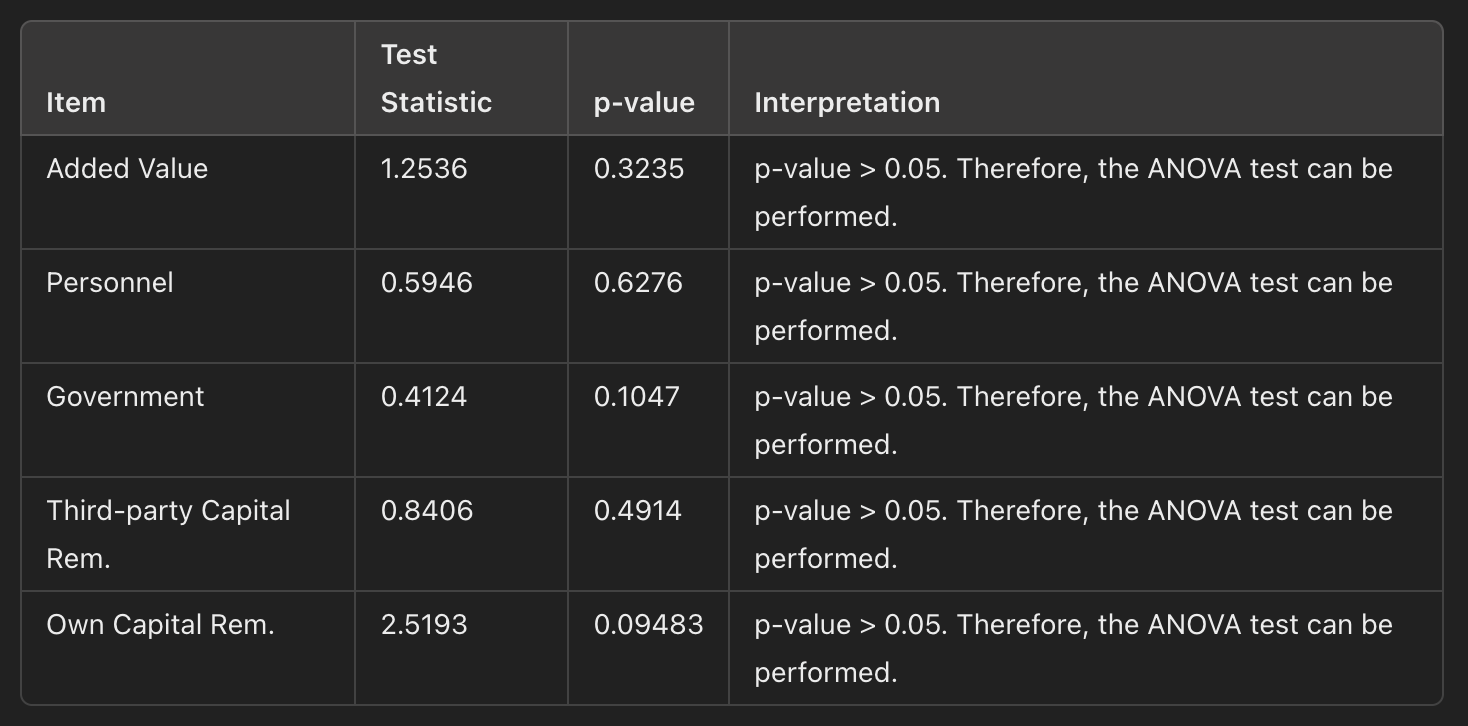 Test
Item Statistic p-value Interpretation
Added Value 1.2536 0.3235 p-value > 0.05. Therefore, the ANOVA test can be
performed.
Personnel 0.5946 0.6276 p-value > 0.05. Therefore, the ANOVA test can be
performed.
Government 0.4124 0.1047 p-value > 0.05. Therefore, the ANOVA test can be
performed.
Third-party Capital 0.8406 0.4914 p-value > 0.05. Therefore, the ANOVA test can be
Rem. performed.
Own Capital Rem. 2.5193 0.09483 p-value > 0.05. Therefore, the ANOVA test can be
performed.